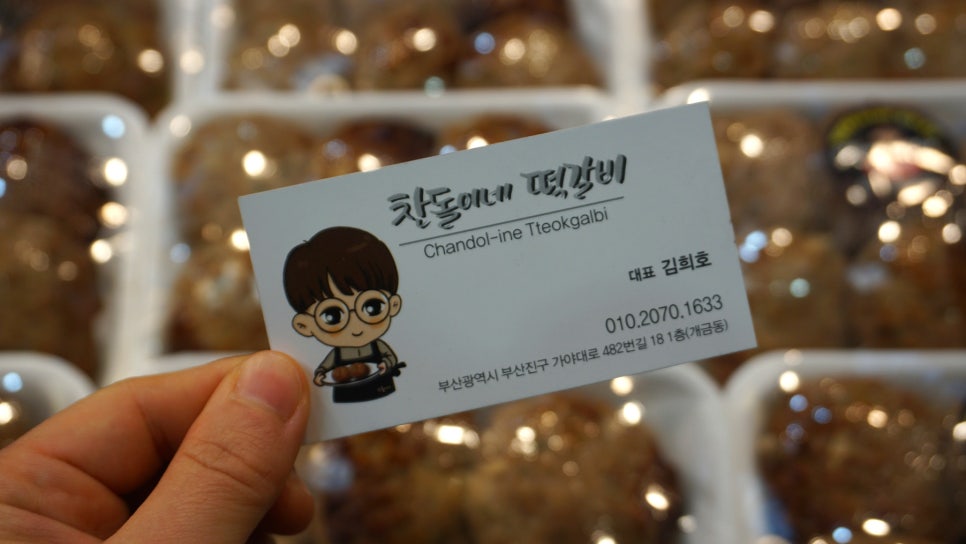 찬돌이네 떡갈비
Chandol-ine Tteokgalbi
대표 김희호
010.2070.1633
부산광역시 부산진구 가야대로 482번길 18 1층(개금동)